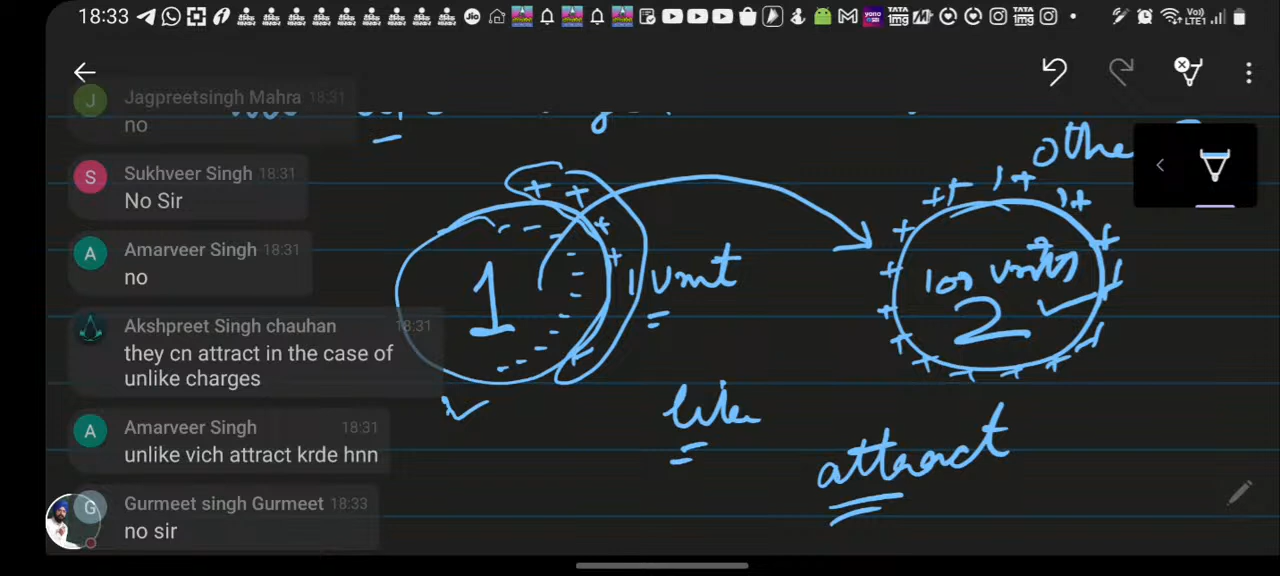 18:33
Jagpreetsingh Mahra 18:31
no
Sukhveer Singh 18:31
No Sir
Amarveer Singh 18:31
no
Akshpreet Singh chauhan 18:31
they cn attract in the case of
unlike charges
Amarveer Singh 18:31
unlike vich attract krde hnn
Gurmeet singh Gurmeet 18:33
no sir
othe
1
1 unit
100 units
2
like
attract